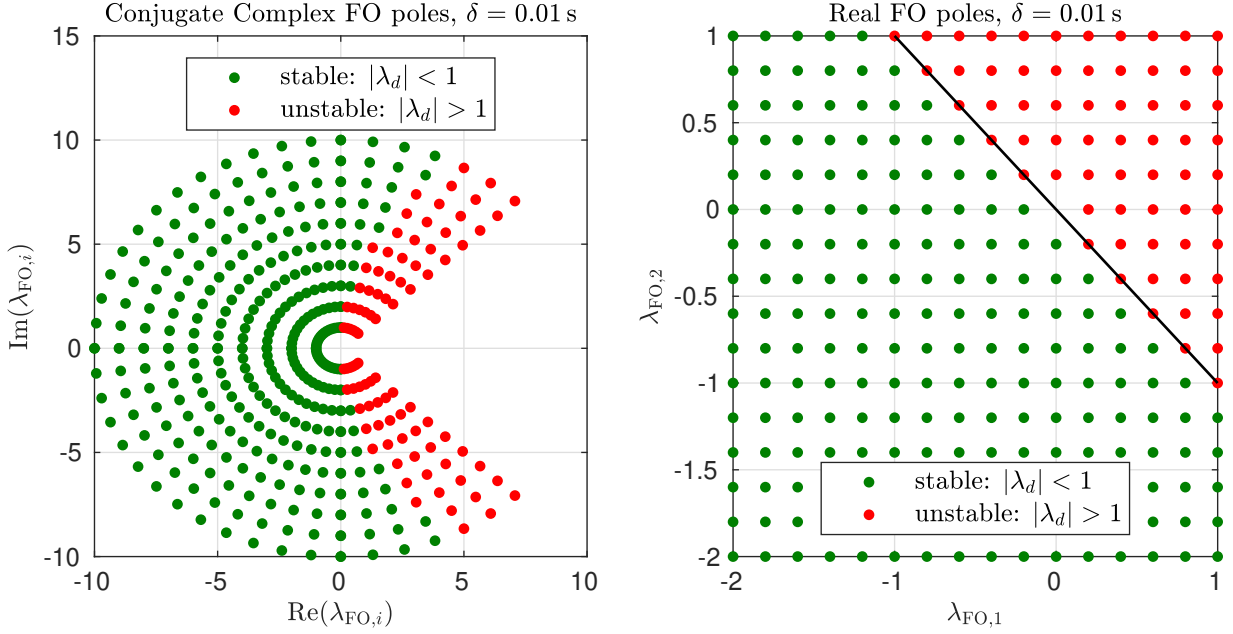 Conjugate Complex FO poles, δ = 0.01 s
15
10
5
0
-5
-10
-10
-5
0
5
10
Im(λ_FO,i)
Re(λ_FO,i)
stable: |λ_d| < 1
unstable: |λ_d| > 1
Real FO poles, δ = 0.01 s
1
0.5
0
-0.5
-1
-1.5
-2
-2
-1
0
1
λ_FO,2
λ_FO,1
stable: |λ_d| < 1
unstable: |λ_d| > 1